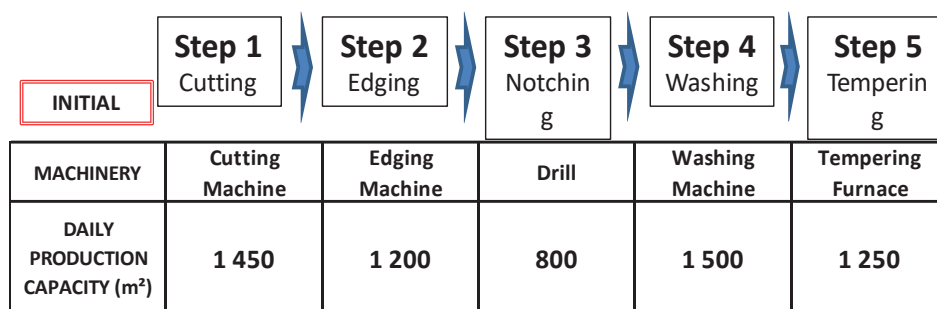 Step 1
Cutting
Step 2
Edging
Step 3
Notchin
g
Step 4
Washing
Step 5
Temperin
g
INITIAL
MACHINERY
Cutting
Machine
Edging
Machine
Drill
Washing
Machine
Tempering
Furnace
DAILY
PRODUCTION
CAPACITY (m²)
1 450
1 200
800
1 500
1 250